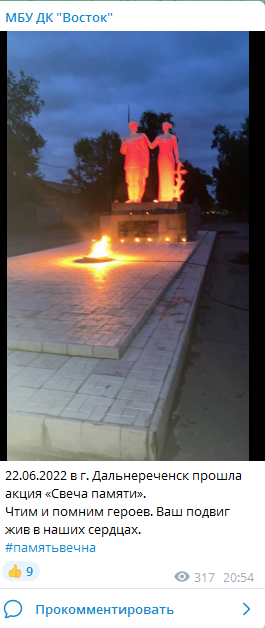 МБУ ДК "Восток"
22.06.2022 в г. Дальнереченск прошла
акция «Свеча памяти».
Чтим и помним героев. Ваш подвиг
жив в наших сердцах.
#памятьвечна
👍 9
317 20:54
Прокомментировать